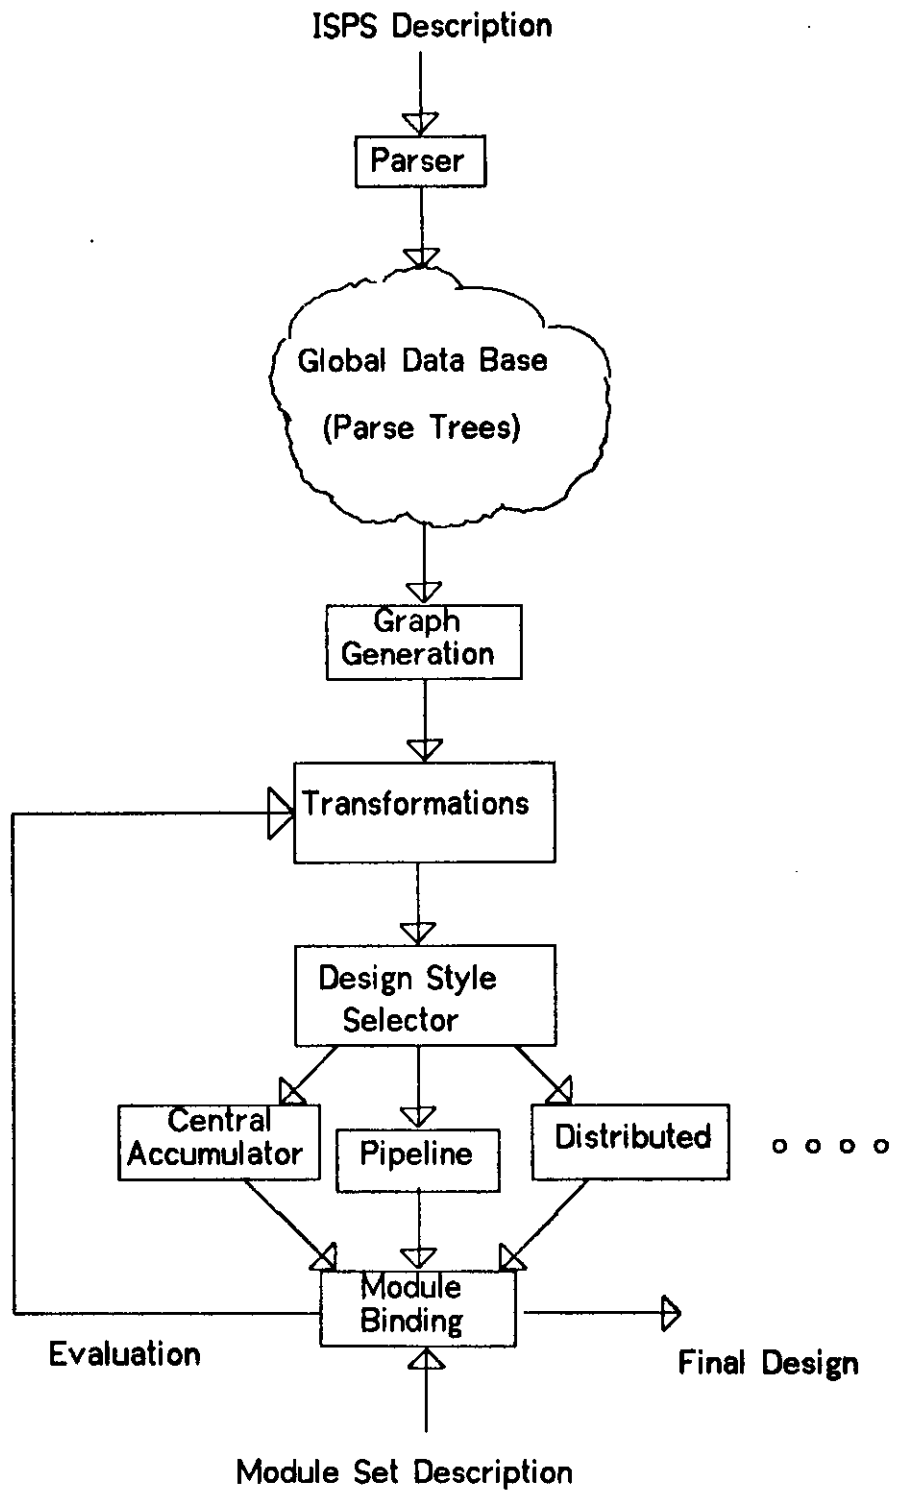 ISPS Description
Parser
Global Data Base
(Parse Trees)
Graph
Generation
Transformations
Design Style
Selector
Central
Accumulator
Pipeline
Distributed
o o o o
Module
Binding
Evaluation
Final Design
Module Set Description